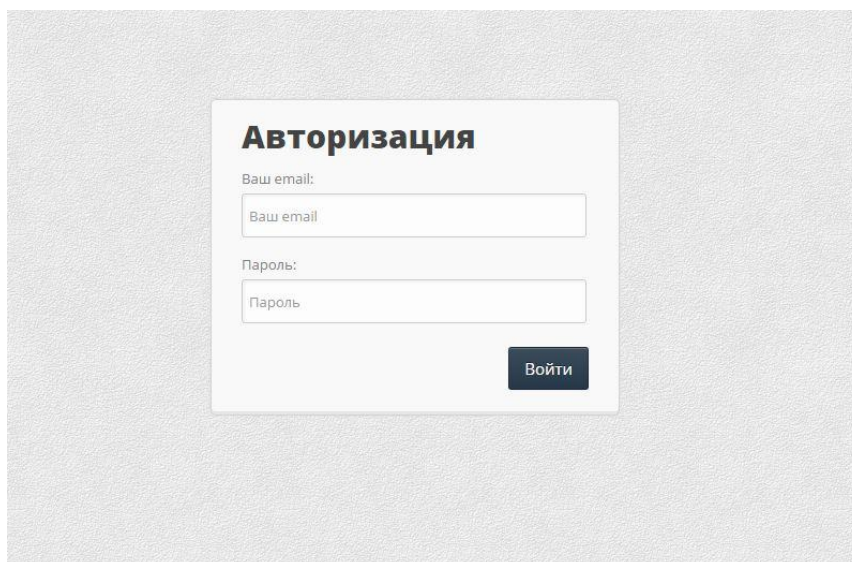 Авторизация
Ваш email:
Ваш email
Пароль:
Пароль
Войти